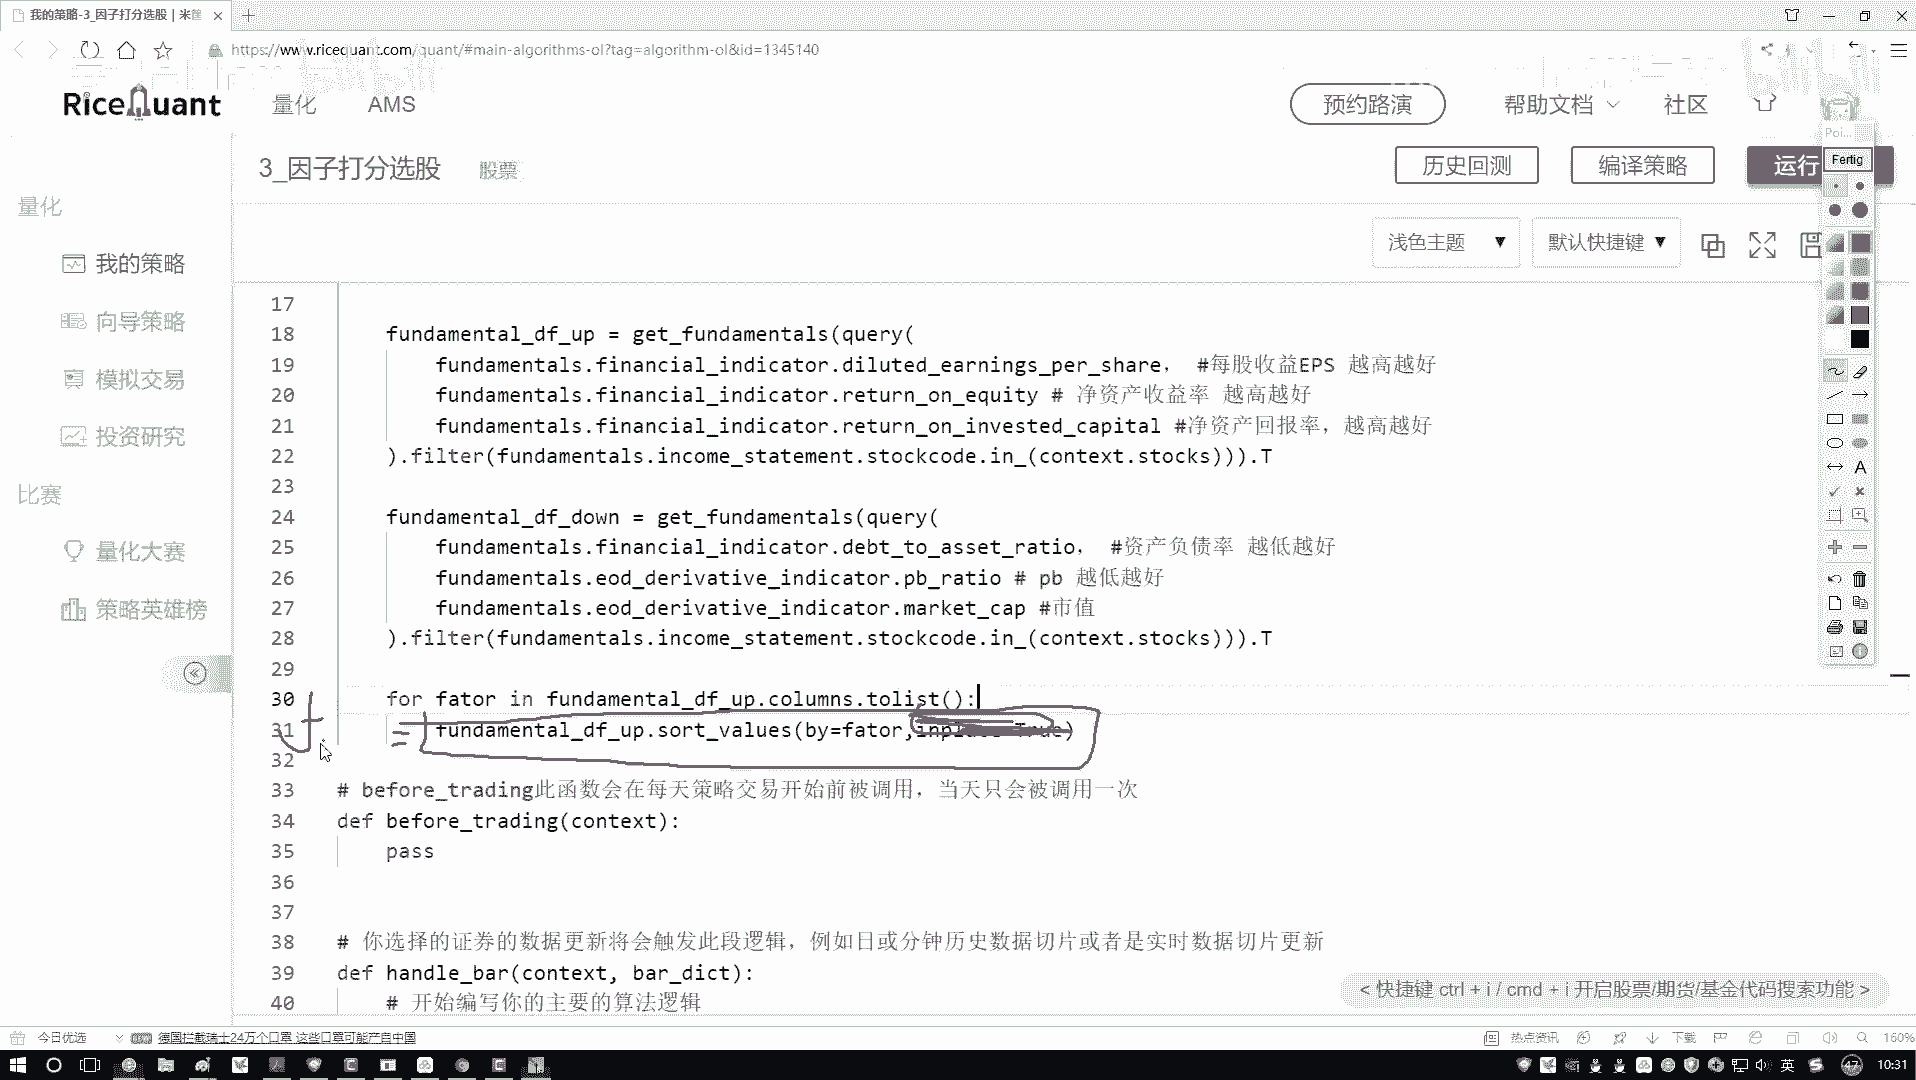 我的策略-3_因子打分选股 | 米筐
https://www.ricequant.com/quant/#main-algorithms-ol?tag=algorithm-ol&id=1345140
RiceQuant
量化
AMS
预约路演
帮助文档
社区
Poi...
Fertig
3_因子打分选股
股票
历史回测
编译策略
运行
浅色主题
默认快捷键
量化
我的策略
向导策略
模拟交易
投资研究
比赛
量化大赛
策略英雄榜
17
18 fundamental_df_up = get_fundamentals(query(
19 fundamentals.financial_indicator.diluted_earnings_per_share, #每股收益EPS 越高越好
20 fundamentals.financial_indicator.return_on_equity # 净资产收益率 越高越好
21 fundamentals.financial_indicator.return_on_invested_capital #净资产回报率，越高越好
22 ).filter(fundamentals.income_statement.stockcode.in_(context.stocks))).T
23
24 fundamental_df_down = get_fundamentals(query(
25 fundamentals.financial_indicator.debt_to_asset_ratio, #资产负债率 越低越好
26 fundamentals.eod_derivative_indicator.pb_ratio # pb 越低越好
27 fundamentals.eod_derivative_indicator.market_cap #市值
28 ).filter(fundamentals.income_statement.stockcode.in_(context.stocks))).T
29
30 for fator in fundamental_df_up.columns.tolist():
31 fundamental_df_up.sort_values(by=fator,inplace=True)
32
33 # before_trading此函数会在每天策略交易开始前被调用，当天只会被调用一次
34 def before_trading(context):
35 pass
36
37
38 # 你选择的证券的数据更新将会触发此段逻辑，例如日或分钟历史数据切片或者是实时数据切片更新
39 def handle_bar(context, bar_dict):
40 # 开始编写你的主要的算法逻辑
< 快捷键 ctrl + i / cmd + i 开启股票/期货/基金代码搜索功能 >
今日优选
德国拦截瑞士24万个口罩 这些口罩可能产自中国
热点资讯
下载
160%
英
47
10:31